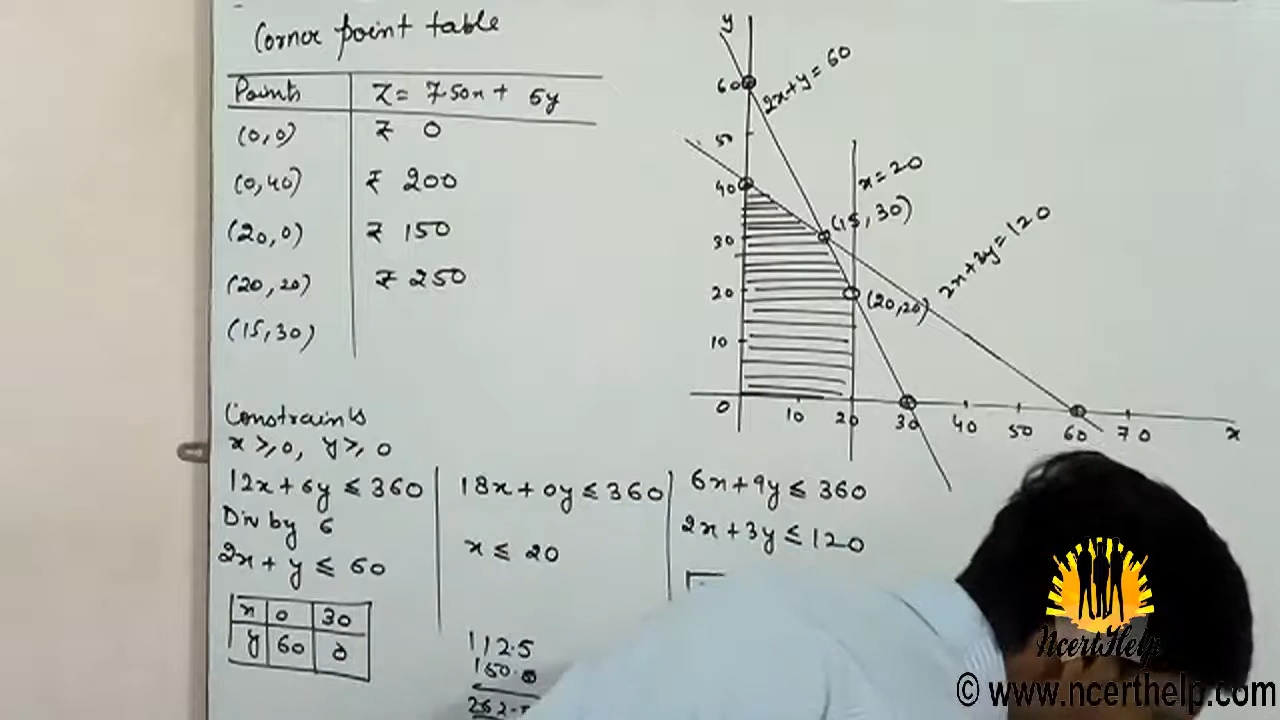 Corner point table
Points Z= 7.50x + 5y
(0,0) ₹ 0
(0,40) ₹ 200
(20,0) ₹ 150
(20,20) ₹ 250
(15,30)
Constraints
x ≥ 0, y ≥ 0
12x+6y ≤ 360
Div by 6
2x + y ≤ 60
x 0 30
y 60 0
18x + 0y ≤ 360
x ≤ 20
112.5
150.0
6x+9y ≤ 360
2x + 3y ≤ 120
y
60
50
40
30
20
10
0
10 20 30 40 50 60 70 x
2x+y = 60
x = 20
(15, 30)
2x+3y = 120
(20,20)
NcertHelp
© www.ncerthelp.com